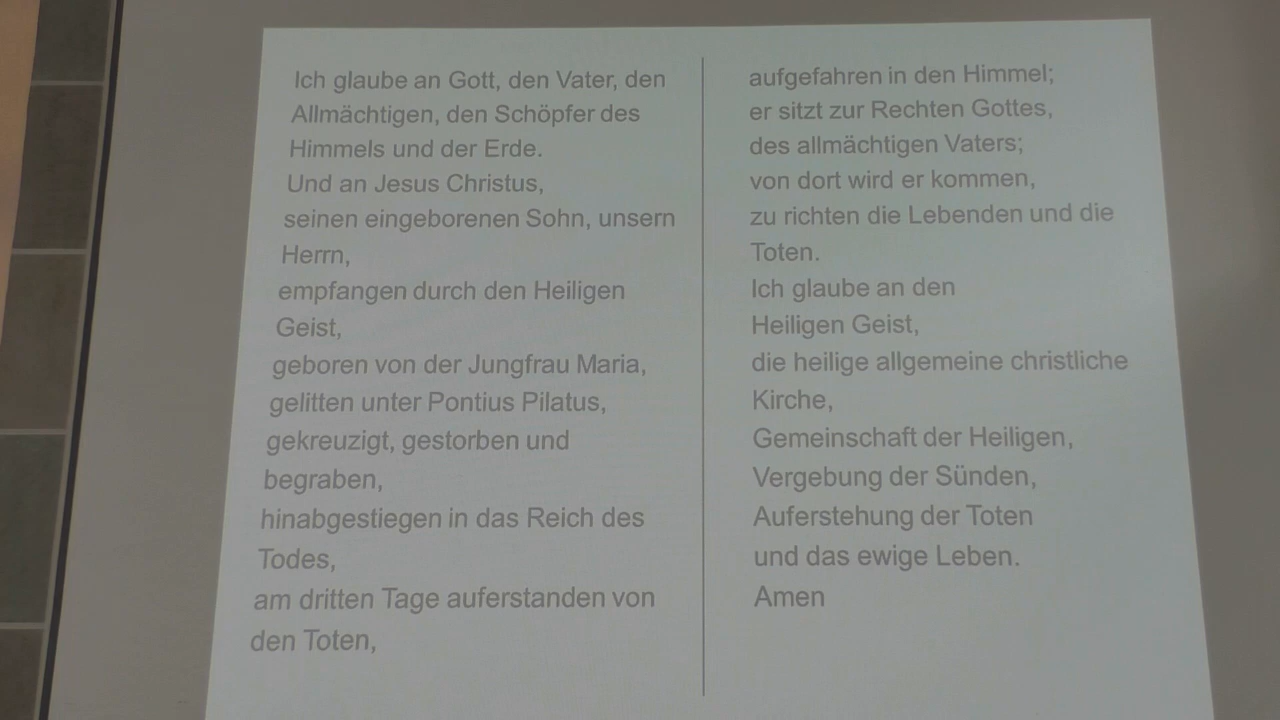 Ich glaube an Gott, den Vater, den
Allmächtigen, den Schöpfer des
Himmels und der Erde.
Und an Jesus Christus,
seinen eingeborenen Sohn, unsern
Herrn,
empfangen durch den Heiligen
Geist,
geboren von der Jungfrau Maria,
gelitten unter Pontius Pilatus,
gekreuzigt, gestorben und
begraben,
hinabgestiegen in das Reich des
Todes,
am dritten Tage auferstanden von
den Toten,
aufgefahren in den Himmel;
er sitzt zur Rechten Gottes,
des allmächtigen Vaters;
von dort wird er kommen,
zu richten die Lebenden und die
Toten.
Ich glaube an den
Heiligen Geist,
die heilige allgemeine christliche
Kirche,
Gemeinschaft der Heiligen,
Vergebung der Sünden,
Auferstehung der Toten
und das ewige Leben.
Amen